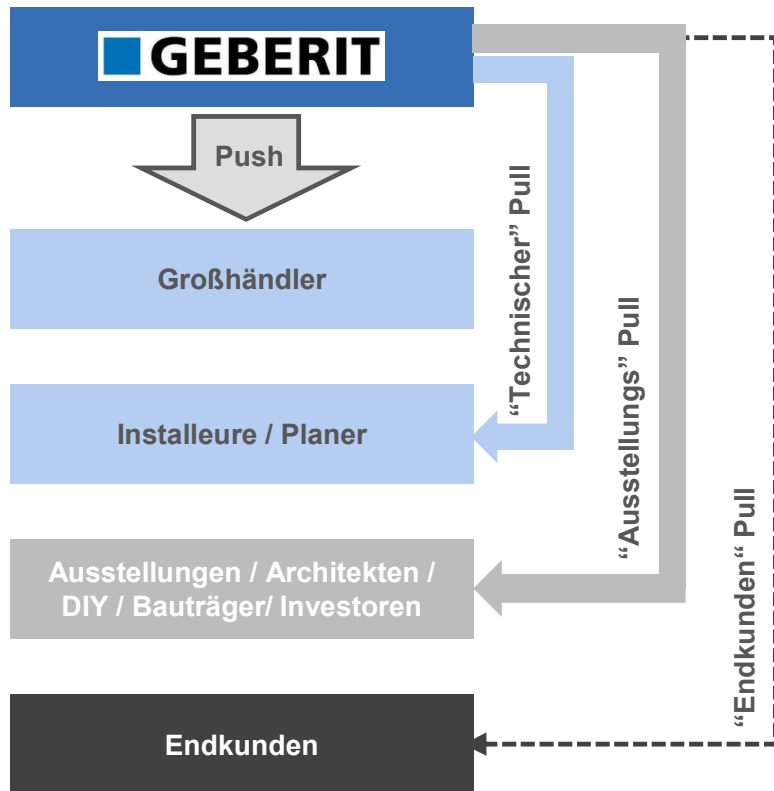 GEBERIT
Push
Großhändler
“Technischer” Pull
Installeure / Planer
“Ausstellungs” Pull
Ausstellungen / Architekten /
DIY / Bauträger/ Investoren
“Endkunden“ Pull
Endkunden